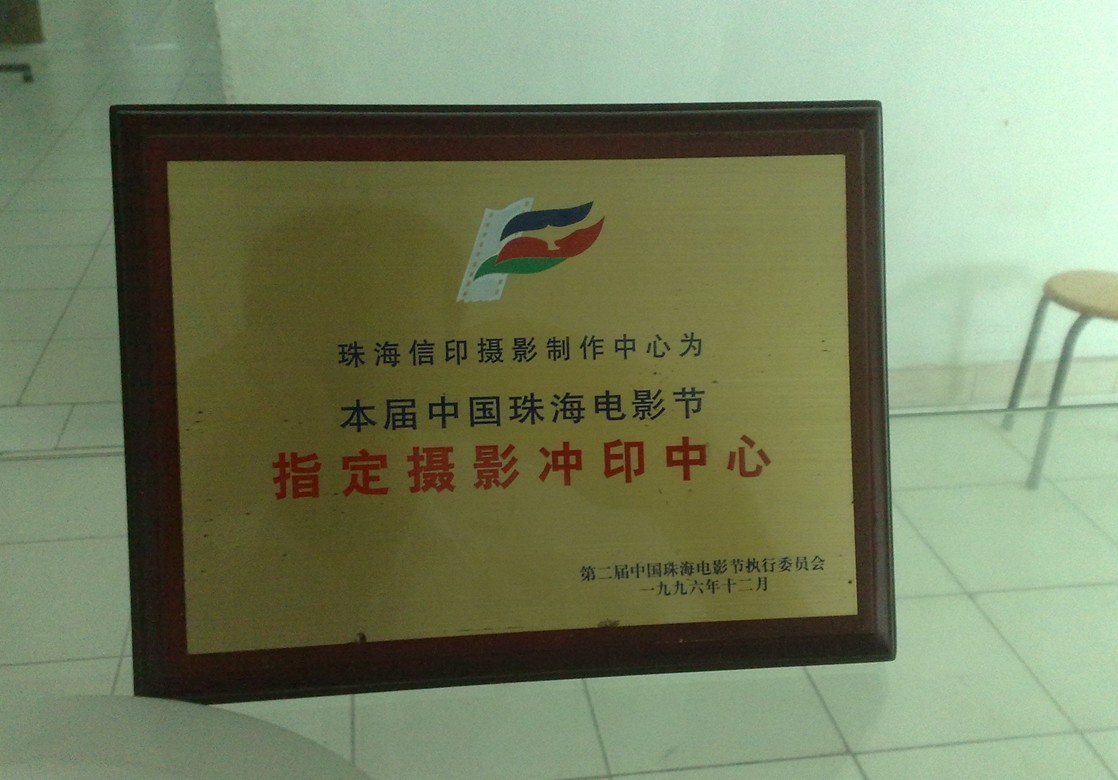 珠海信印摄影制作中心为
本届中国珠海电影节
指定摄影冲印中心
第二届中国珠海电影节执行委员会
一九九六年十二月